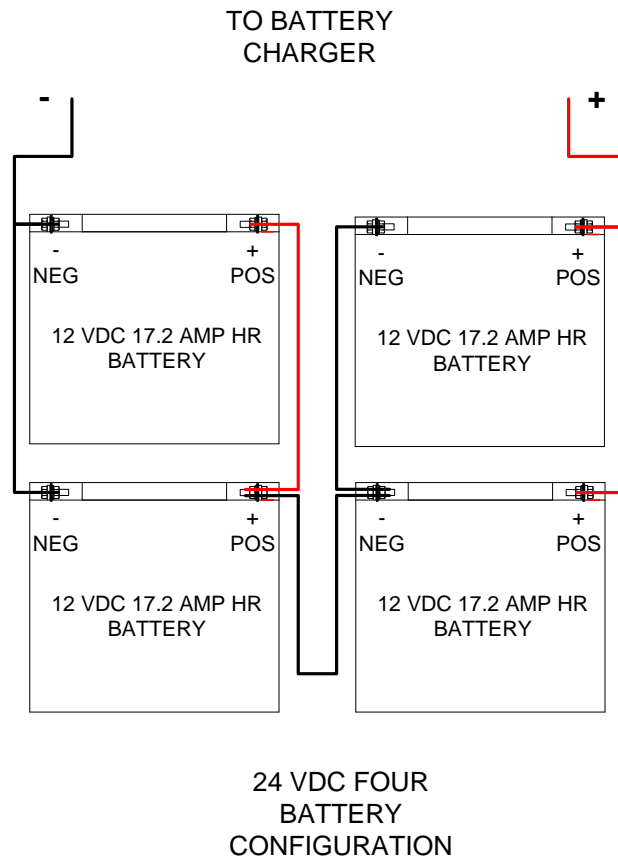 TO BATTERY
CHARGER
- +
- +
NEG POS
12 VDC 17.2 AMP HR
BATTERY
- +
NEG POS
12 VDC 17.2 AMP HR
BATTERY
- +
NEG POS
12 VDC 17.2 AMP HR
BATTERY
- +
NEG POS
12 VDC 17.2 AMP HR
BATTERY
24 VDC FOUR
BATTERY
CONFIGURATION